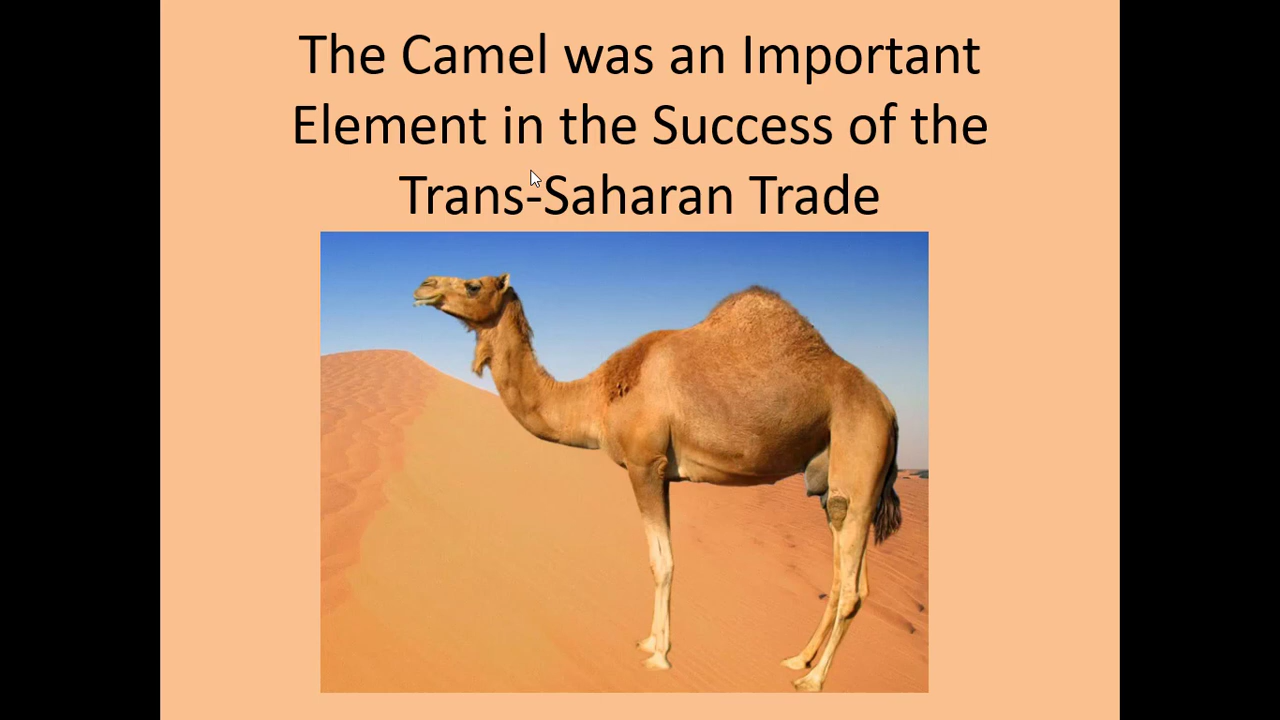 The Camel was an Important
Element in the Success of the
Trans-Saharan Trade